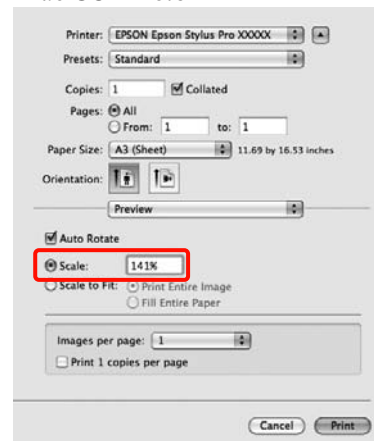 Printer: EPSON Epson Stylus Pro XXXXX
Presets: Standard
Copies: 1 Collated
Pages: All
From: 1 to: 1
Paper Size: A3 (Sheet) 11.69 by 16.53 inches
Orientation:
Preview
Auto Rotate
Scale: 141%
Scale to Fit: Print Entire Image
Fill Entire Paper
Images per page: 1
Print 1 copies per page
Cancel Print